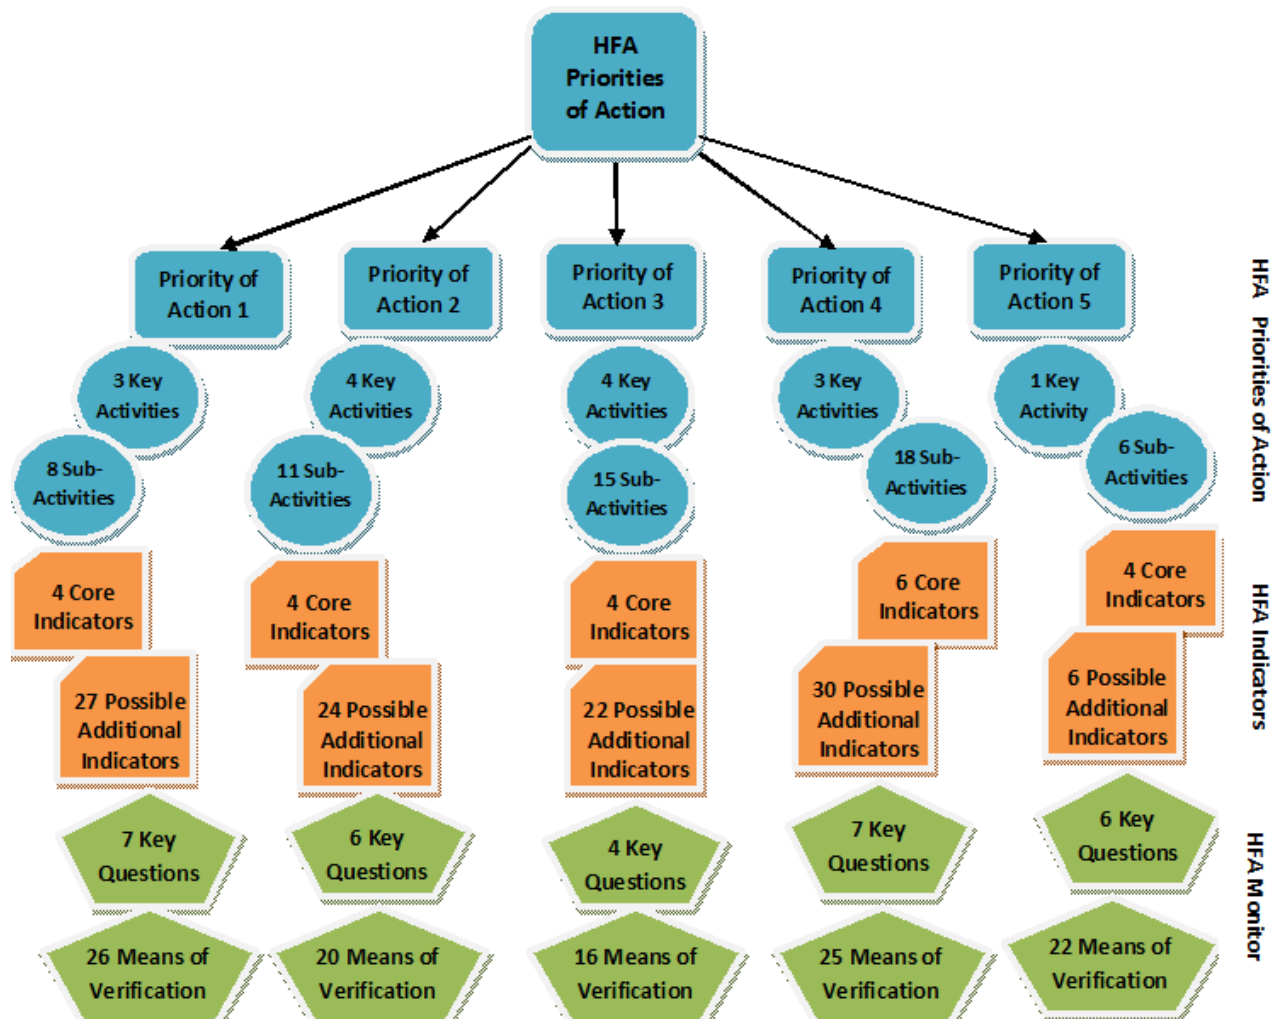 HFA
Priorities
of Action
Priority of
Action 1
Priority of
Action 2
Priority of
Action 3
Priority of
Action 4
Priority of
Action 5
3 Key
Activities
4 Key
Activities
4 Key
Activities
3 Key
Activities
1 Key
Activity
8 Sub-
Activities
11 Sub-
Activities
15 Sub-
Activities
18 Sub-
Activities
6 Sub-
Activities
HFA Priorities of Action
4 Core
Indicators
4 Core
Indicators
4 Core
Indicators
6 Core
Indicators
4 Core
Indicators
27 Possible
Additional
Indicators
24 Possible
Additional
Indicators
22 Possible
Additional
Indicators
30 Possible
Additional
Indicators
6 Possible
Additional
Indicators
HFA Indicators
7 Key
Questions
6 Key
Questions
4 Key
Questions
7 Key
Questions
6 Key
Questions
26 Means of
Verification
20 Means of
Verification
16 Means of
Verification
25 Means of
Verification
22 Means of
Verification
HFA Monitor